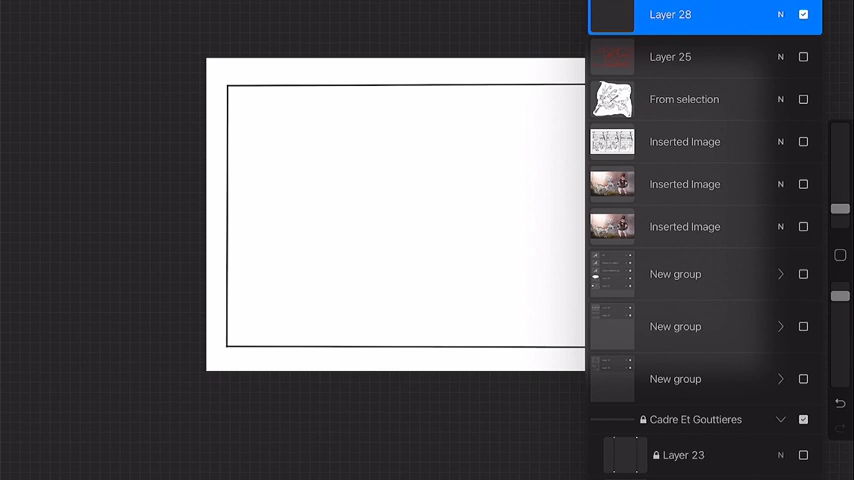 Layer 28 N
Layer 25 N
From selection N
Inserted Image N
Inserted Image N
Inserted Image N
New group
New group
New group
Cadre Et Gouttieres
Layer 23 N